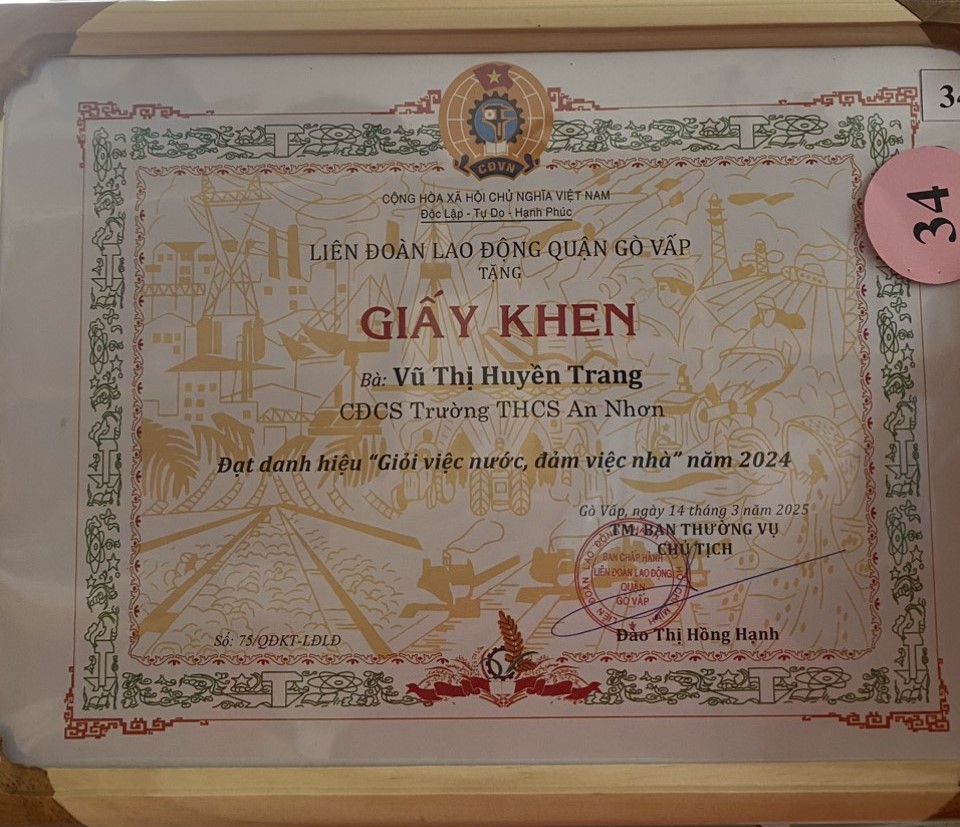 34
34
CĐVN
CỘNG HÒA XÃ HỘI CHỦ NGHĨA VIỆT NAM
Độc Lập - Tự Do - Hạnh Phúc
LIÊN ĐOÀN LAO ĐỘNG QUẬN GÒ VẤP
TẶNG
GIẤY KHEN
Bà: Vũ Thị Huyền Trang
CĐCS Trường THCS An Nhơn
Đạt danh hiệu “Giỏi việc nước, đảm việc nhà” năm 2024
Gò Vấp, ngày 14 tháng 3 năm 2025
TM. BAN THƯỜNG VỤ
CHỦ TỊCH
BAN CHẤP HÀNH
LIÊN ĐOÀN LAO ĐỘNG
QUẬN
GÒ VẤP
Đào Thị Hồng Hạnh
Số: 75/QĐKT-LĐLĐ